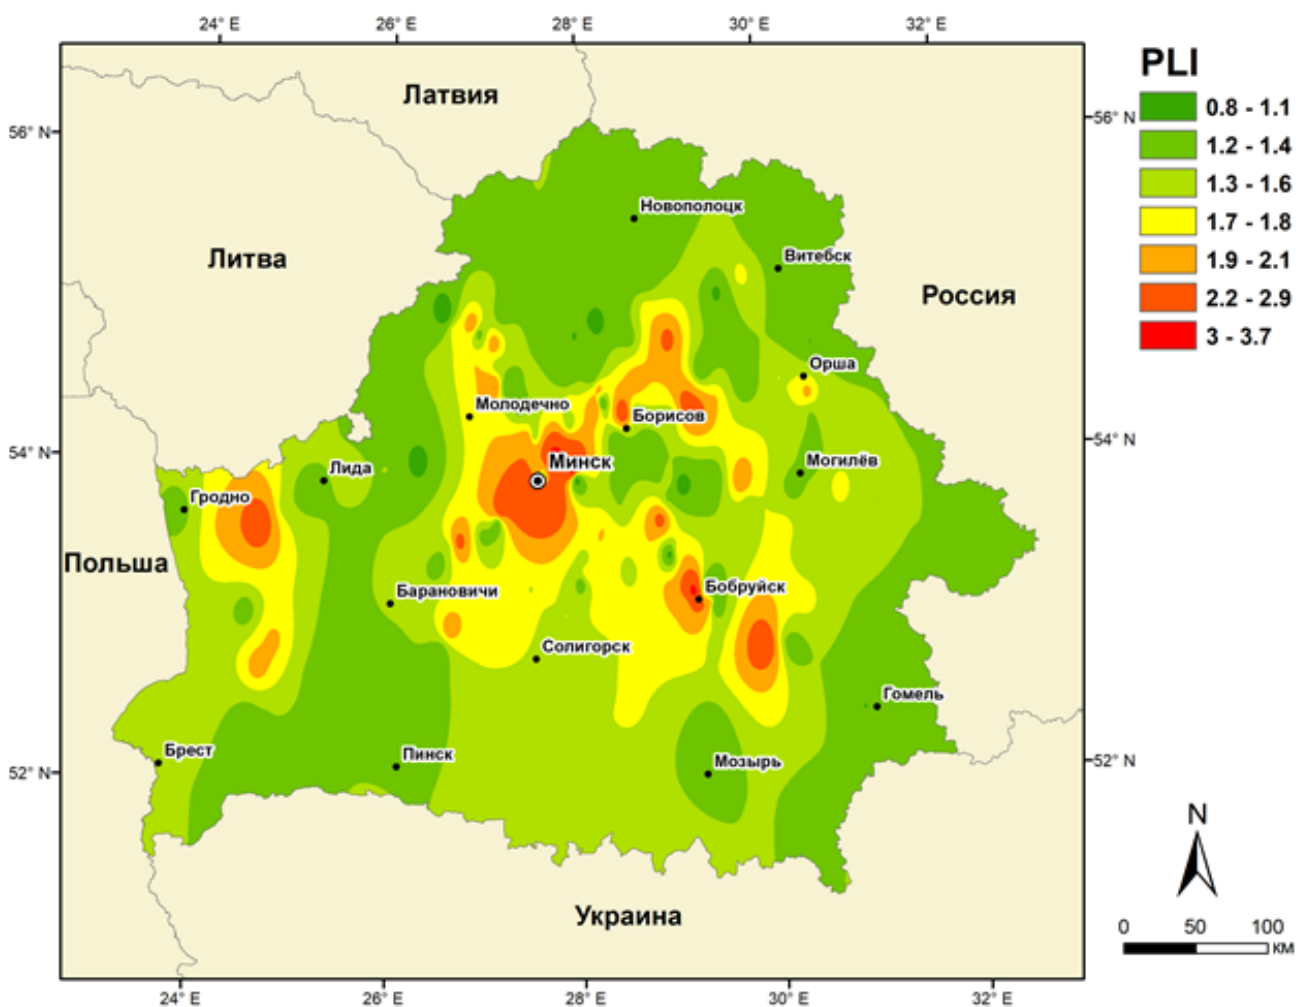 24° E 26° E 28° E 30° E 32° E
PLI
0.8 - 1.1
1.2 - 1.4
1.3 - 1.6
1.7 - 1.8
1.9 - 2.1
2.2 - 2.9
3 - 3.7
Латвия
56° N
56° N
Новополоцк
Литва
Витебск
Россия
Орша
Молодечно
Борисов
54° N
54° N
Минск
Могилёв
Лида
Гродно
Польша
Барановичи
Бобруйск
Солигорск
Гомель
Брест
Пинск
Мозырь
52° N
52° N
Украина
N
0 50 100
км
24° E 26° E 28° E 30° E 32° E